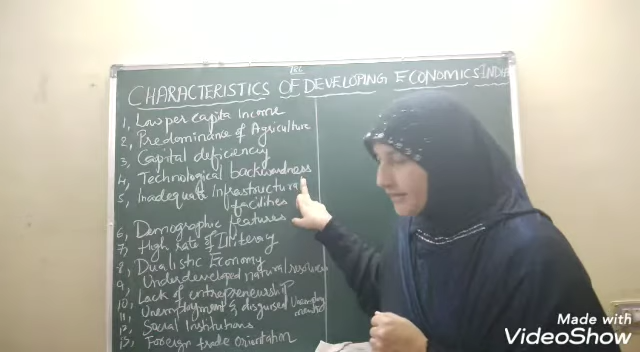 CHARACTERISTICS OF DEVELOPING ECONOMICS INDIA
1, Low per capita Income
2, Predominance of Agriculture
3, Capital deficiency
4, Technological backwardness
5, Inadequate Infrastructural
facilities
6, Demographic features
7, High rate of Illiteracy
8, Dualistic Economy
9, Underdeveloped natural resources
10, Lack of entrepreneurship
11, Unemployment & disguised
12, Social Institutions
13, Foreign trade orientation
Made with
VideoShow